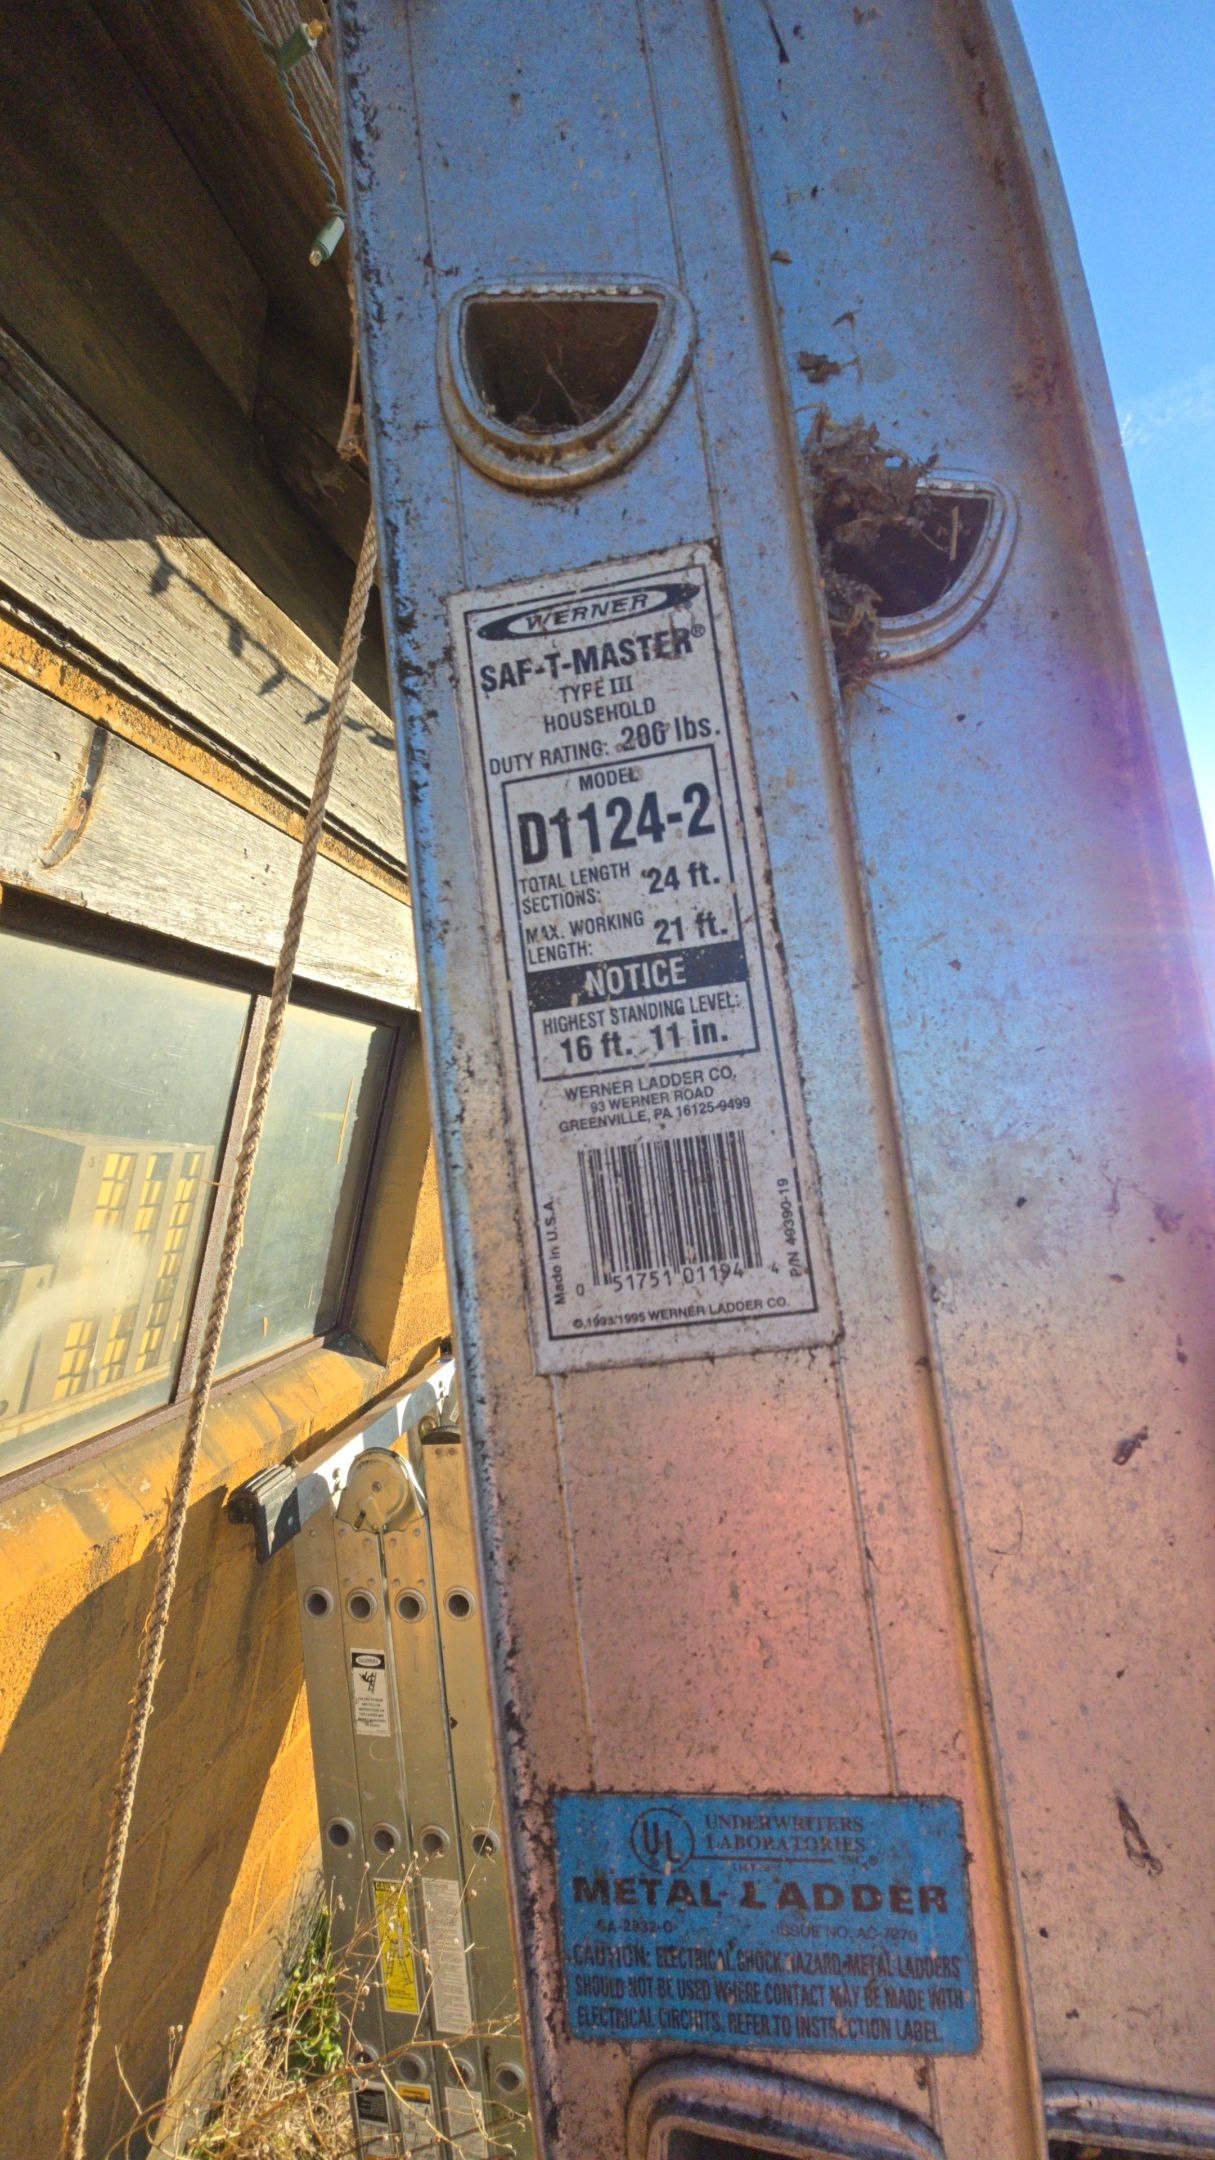 WERNER
SAF-T-MASTER®
TYPE III
HOUSEHOLD
DUTY RATING: 200 lbs.
MODEL
D1124-2
TOTAL LENGTH SECTIONS: 24 ft.
MAX. WORKING LENGTH: 21 ft.
NOTICE
HIGHEST STANDING LEVEL:
16 ft. 11 in.
WERNER LADDER CO.
93 WERNER ROAD
GREENVILLE, PA 16125-9499
Made in U.S.A.
P/N 49390-19
0 51751 01194 4
© 1993/1995 WERNER LADDER CO.
UL
UNDERWRITERS
LABORATORIES
INC.®
METAL LADDER
ISSUE NO. AC-7270
CAUTION: ELECTRICAL SHOCK HAZARD-METAL LADDERS
SHOULD NOT BE USED WHERE CONTACT MAY BE MADE WITH
ELECTRICAL CIRCUITS. REFER TO INSTRUCTION LABEL.